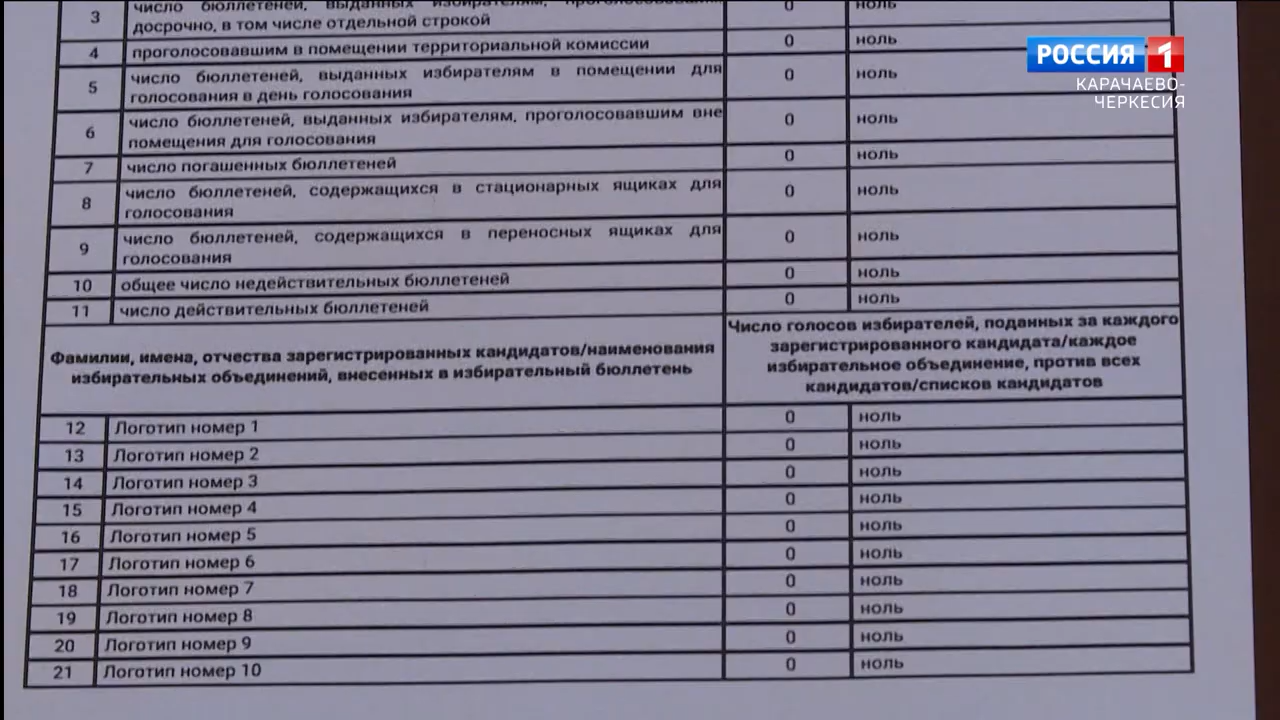 3 число бюллетеней, выданных избирателям, 0 ноль
досрочно, в том числе отдельной строкой
4 проголосовавшим в помещении территориальной комиссии 0 ноль
5 число бюллетеней, выданных избирателям в помещении для 0 ноль
голосования в день голосования
6 число бюллетеней, выданных избирателям, проголосовавшим вне 0 ноль
помещения для голосования
7 число погашенных бюллетеней 0 ноль
8 число бюллетеней, содержащихся в стационарных ящиках для 0 ноль
голосования
9 число бюллетеней, содержащихся в переносных ящиках для 0 ноль
голосования
10 общее число недействительных бюллетеней 0 ноль
11 число действительных бюллетеней 0 ноль
Фамилии, имена, отчества зарегистрированных кандидатов/наименования
избирательных объединений, внесенных в избирательный бюллетень
Число голосов избирателей, поданных за каждого
зарегистрированного кандидата/каждое
избирательное объединение, против всех
кандидатов/списков кандидатов
12 Логотип номер 1 0 ноль
13 Логотип номер 2 0 ноль
14 Логотип номер 3 0 ноль
15 Логотип номер 4 0 ноль
16 Логотип номер 5 0 ноль
17 Логотип номер 6 0 ноль
18 Логотип номер 7 0 ноль
19 Логотип номер 8 0 ноль
20 Логотип номер 9 0 ноль
21 Логотип номер 10 0 ноль
РОССИЯ 1
КАРАЧАЕВО-
ЧЕРКЕСИЯ